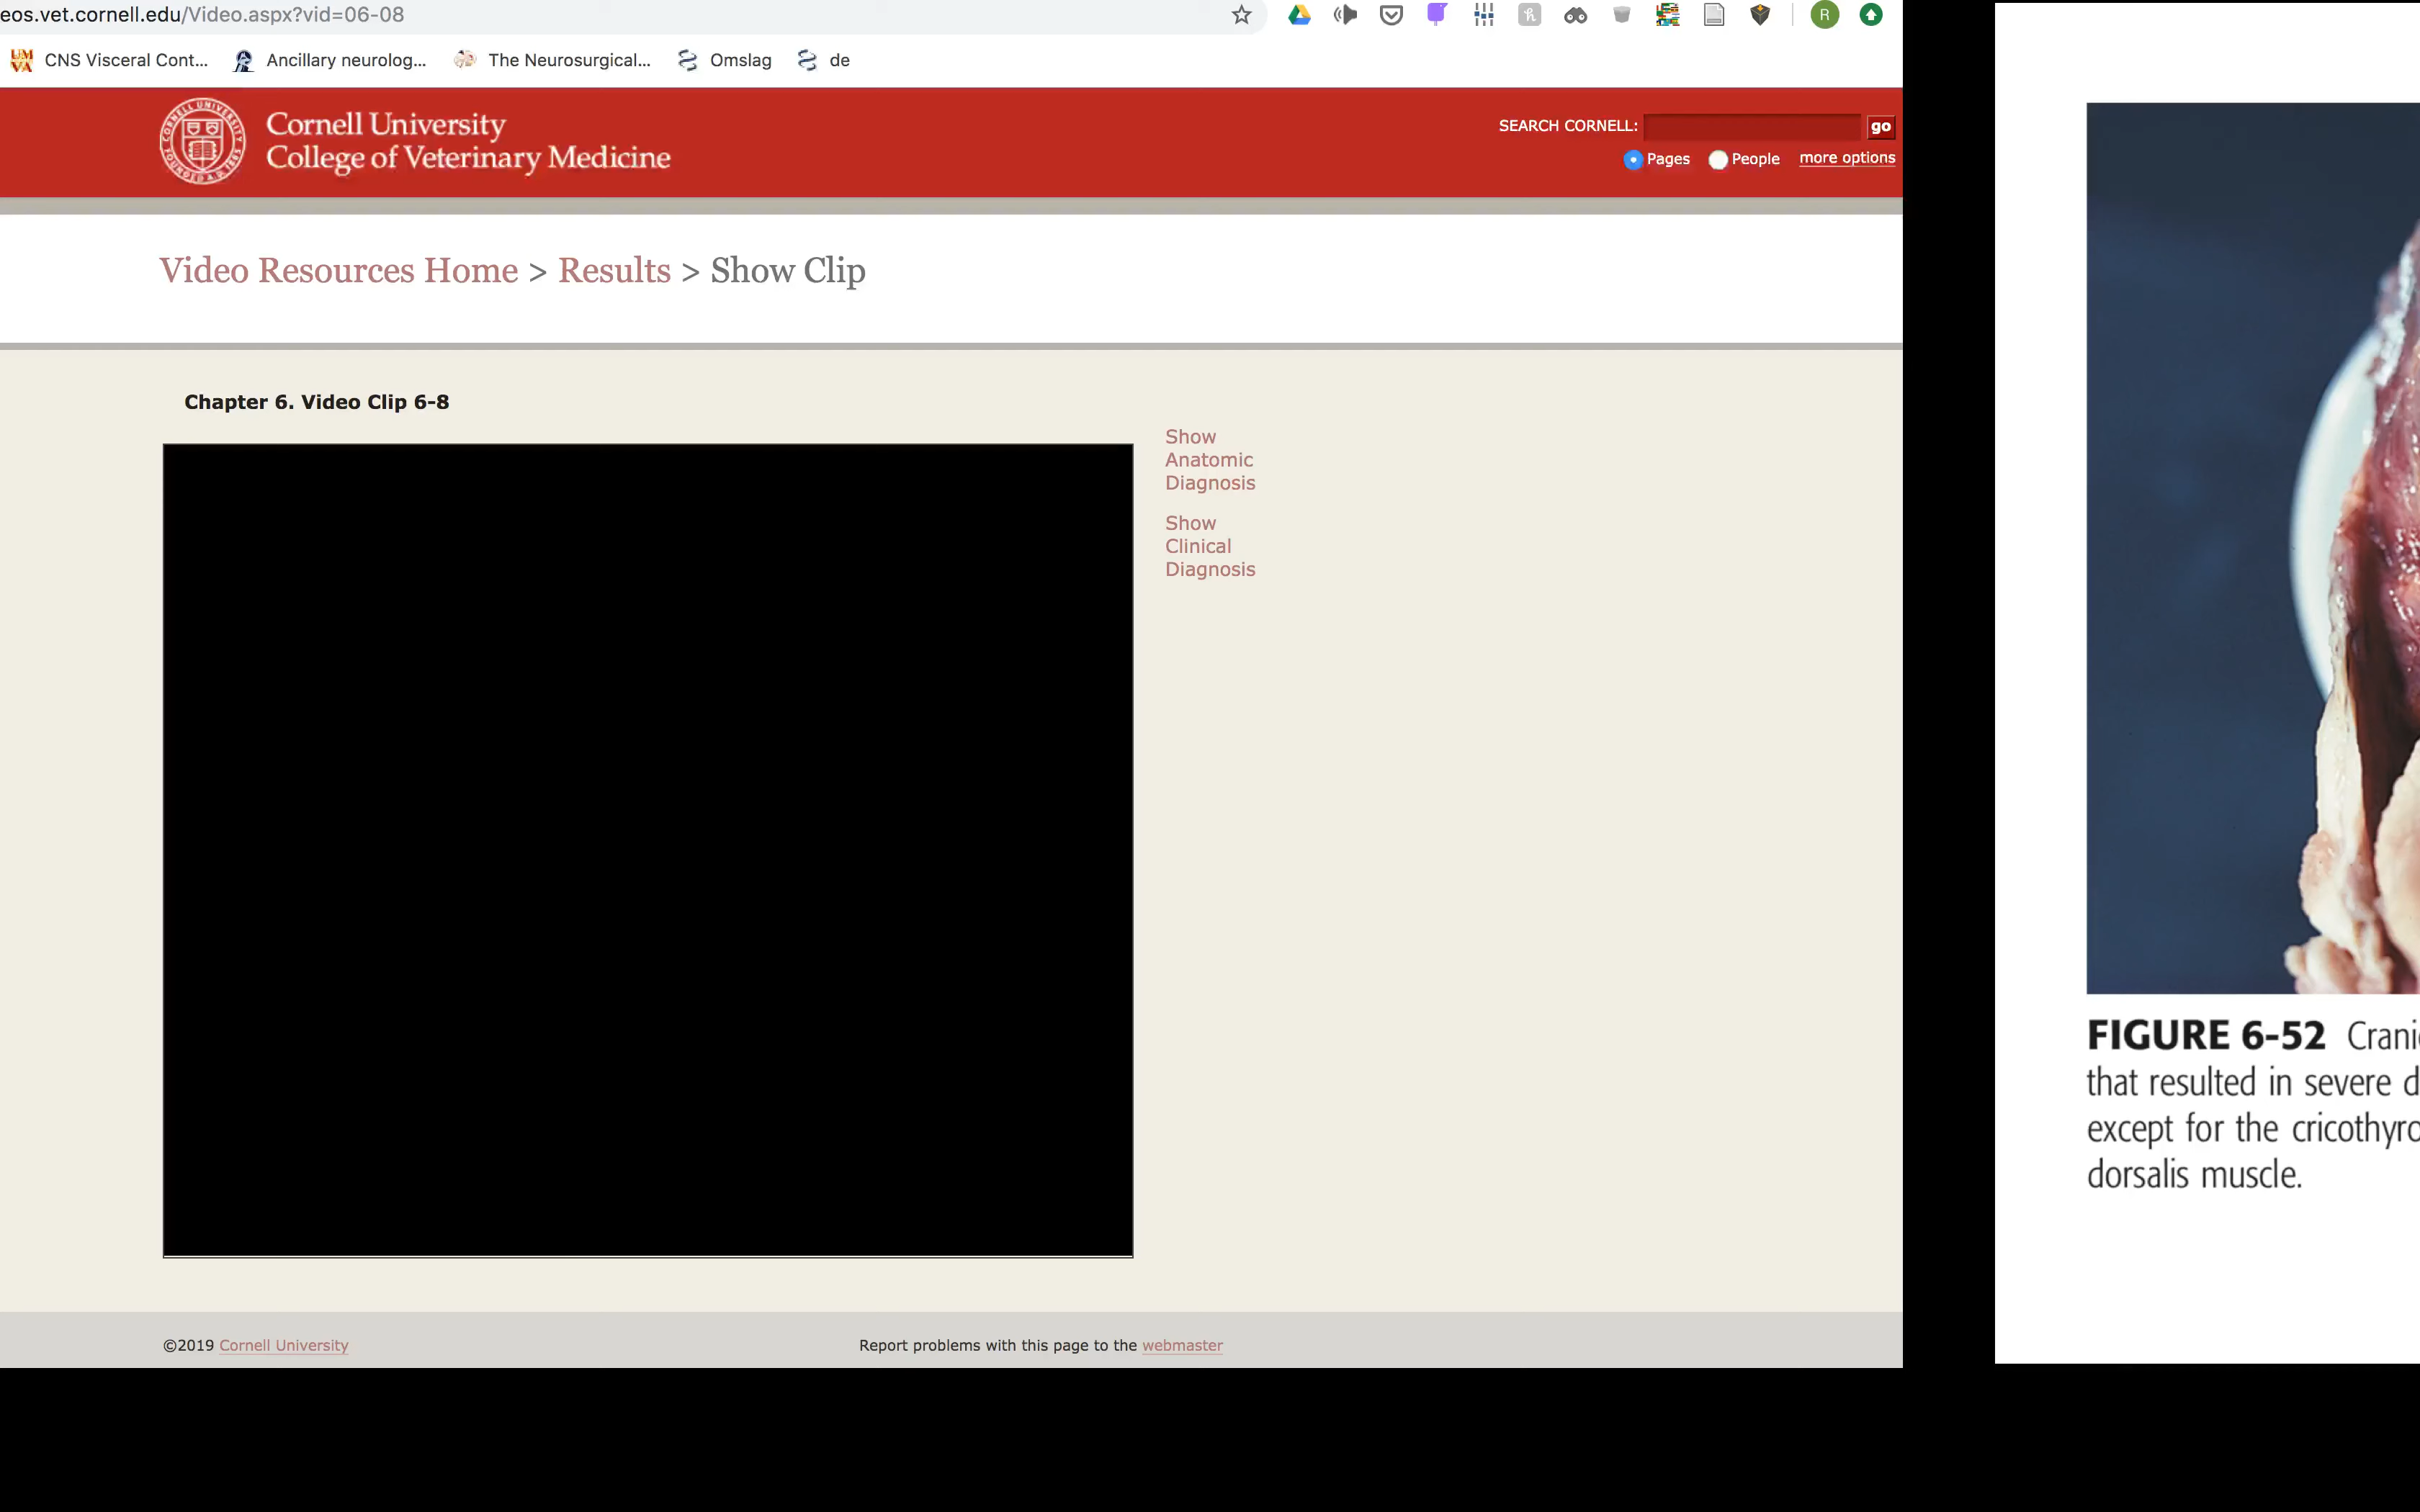 eos.vet.cornell.edu/Video.aspx?vid=06-08
R
CNS Visceral Cont... Ancillary neurolog... The Neurosurgical... Omslag de
Cornell University
College of Veterinary Medicine
SEARCH CORNELL: go
Pages People more options
Video Resources Home > Results > Show Clip
Chapter 6. Video Clip 6-8
Show
Anatomic
Diagnosis
Show
Clinical
Diagnosis
©2019 Cornell University
Report problems with this page to the webmaster
FIGURE 6-52
that resulted in severe
except for the
dorsalis muscle.